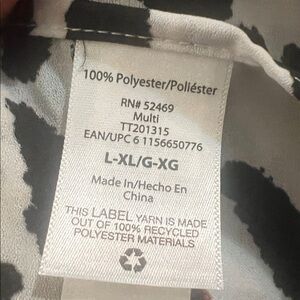 100% Polyester/Poliéster
RN# 52469
Multi
TT201315
EAN/UPC 6 1156650776
L-XL/G-XG
Made In/Hecho En
China
THIS LABEL YARN IS MADE
OUT OF 100% RECYCLED
POLYESTER MATERIALS